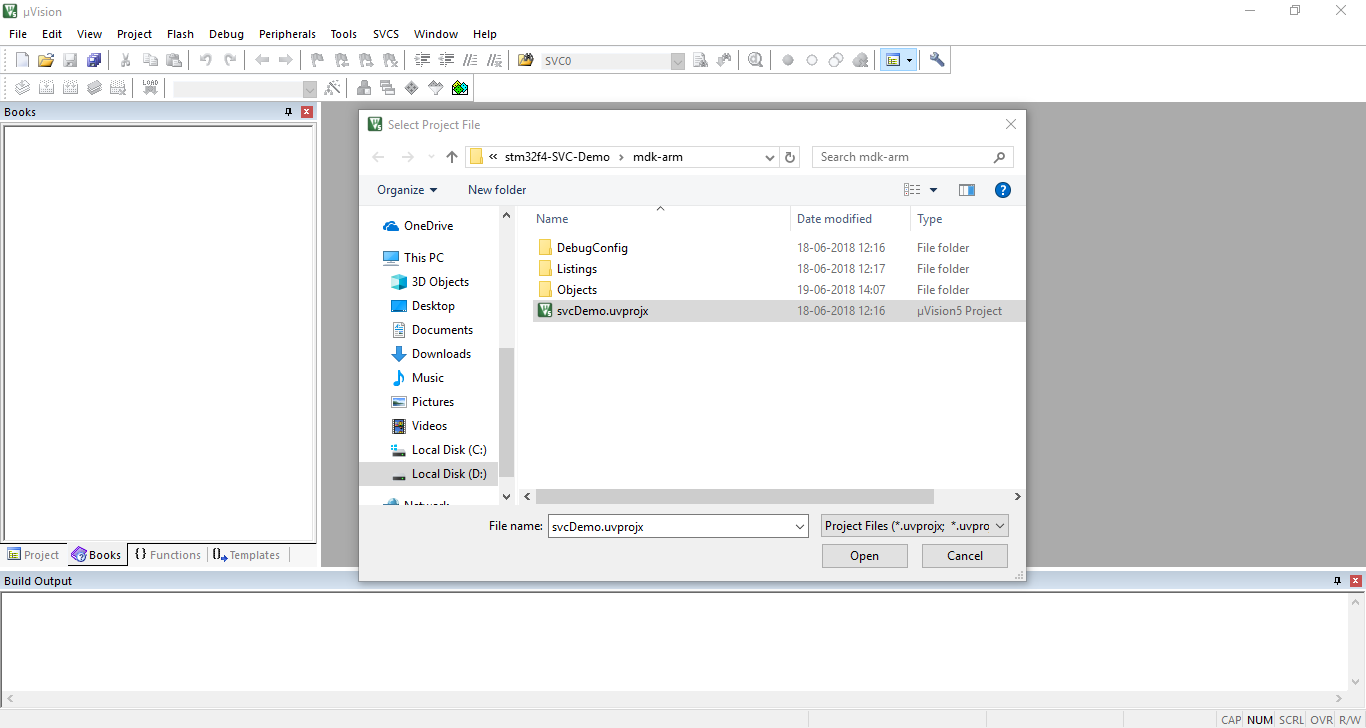 µVision
File Edit View Project Flash Debug Peripherals Tools SVCS Window Help
SVC0
LOAD
Books
Select Project File
« stm32f4-SVC-Demo › mdk-arm
Search mdk-arm
Organize New folder
Name Date modified Type
OneDrive
This PC
3D Objects
Desktop
Documents
Downloads
Music
Pictures
Videos
Local Disk (C:)
Local Disk (D:)
Network
DebugConfig 18-06-2018 12:16 File folder
Listings 18-06-2018 12:17 File folder
Objects 19-06-2018 14:07 File folder
svcDemo.uvprojx 18-06-2018 12:16 µVision5 Project
File name: svcDemo.uvprojx Project Files (*.uvprojx; *.uvpro
Open Cancel
Project Books {} Functions Templates
Build Output
CAP NUM SCRL OVR R/W